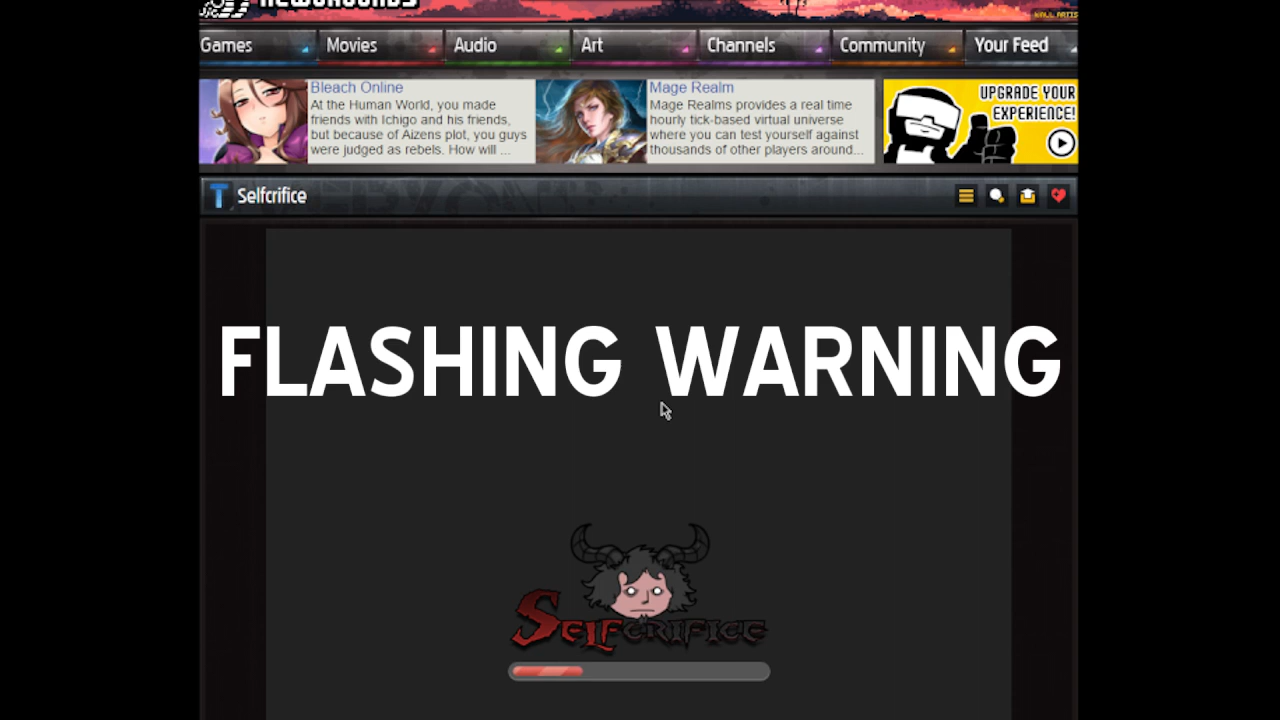 NEWGROUNDS
WALL ARTIST
Games
Movies
Audio
Art
Channels
Community
Your Feed
Bleach Online
At the Human World, you made
friends with Ichigo and his friends,
but because of Aizens plot, you guys
were judged as rebels. How will ...
Mage Realm
Mage Realms provides a real time
hourly tick-based virtual universe
where you can test yourself against
thousands of other players around...
UPGRADE YOUR
EXPERIENCE!
T Selfcrifice
FLASHING WARNING
SELFCRIFICE